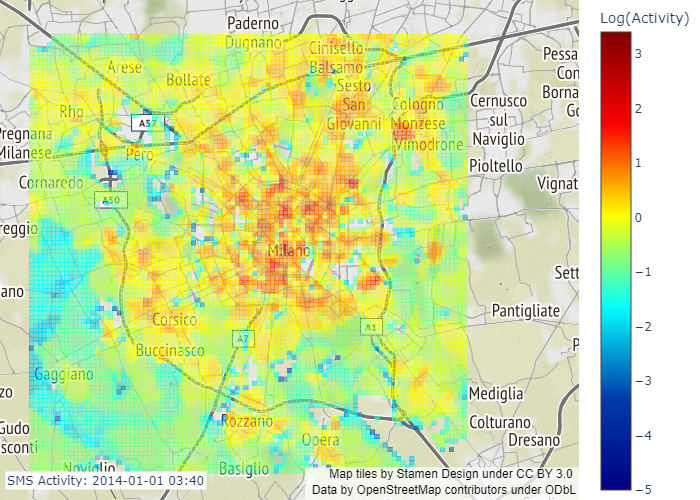 Log(Activity)
3
2
1
0
−1
−2
−3
−4
−5
Paderno
Dugnano
Cinisello
Balsamo
Sesto
San
Giovanni
Arese
Bollate
Rho
A52
Pero
Pregnana
Milanese
Cornaredo
A50
Cologno
Monzese
Vimodrone
Cernusco
sul
Naviglio
Pioltello
Pessa
Con
Borna
Go
Vignat
reggio
ano
Milano
Sett
Pantigliate
P
Corsico
Buccinasco
A7
A1
Gaggiano
zo
Gudo
sconti
Rozzano
Opera
Mediglia
Colturano
Dresano
Noviglio
Basiglio
SMS Activity: 2014-01-01 03:40
Map tiles by Stamen Design under CC BY 3.0
Data by OpenStreetMap contributors under ODbL